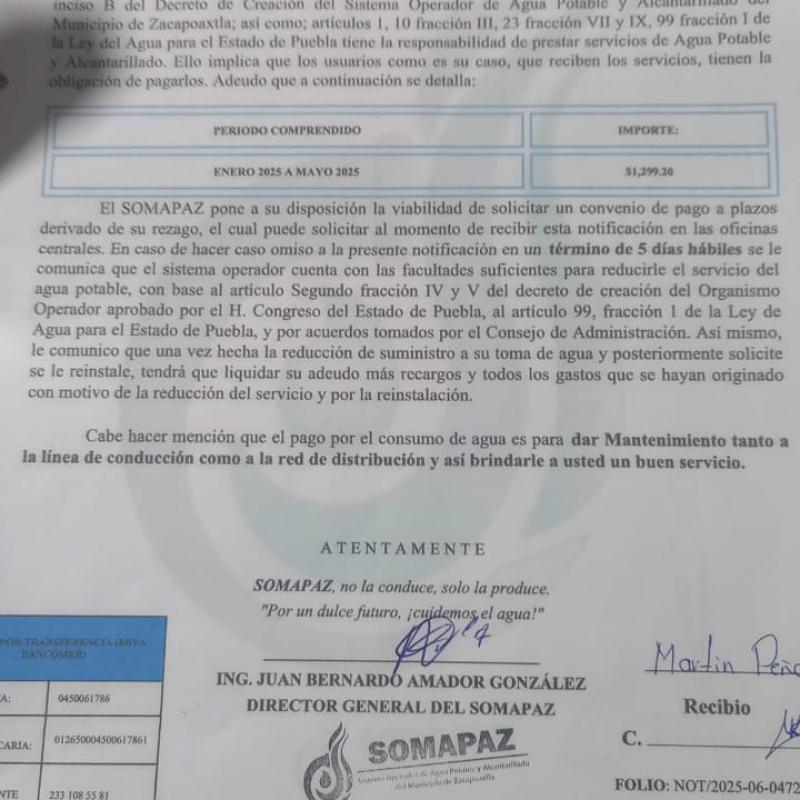 inciso B del Decreto de Creación del Sistema Operador de Agua Potable y Alcantarillado del
Municipio de Zacapoaxtla; así como; artículos 1, 10 fracción III, 23 fracción VII y IX, 99 fracción I de
la Ley del Agua para el Estado de Puebla tiene la responsabilidad de prestar servicios de Agua Potable
y Alcantarillado. Ello implica que los usuarios como es su caso, que reciben los servicios, tienen la
obligación de pagarlos. Adeudo que a continuación se detalla:
PERIODO COMPRENDIDO
IMPORTE:
ENERO 2025 A MAYO 2025
$1,299.20
El SOMAPAZ pone a su disposición la viabilidad de solicitar un convenio de pago a plazos
derivado de su rezago, el cual puede solicitar al momento de recibir esta notificación en las oficinas
centrales. En caso de hacer caso omiso a la presente notificación en un término de 5 días hábiles se le
comunica que el sistema operador cuenta con las facultades suficientes para reducirle el servicio del
agua potable, con base al artículo Segundo fracción IV y V del decreto de creación del Organismo
Operador aprobado por el H. Congreso del Estado de Puebla, al artículo 99, fracción 1 de la Ley de
Agua para el Estado de Puebla, y por acuerdos tomados por el Consejo de Administración. Así mismo,
le comunico que una vez hecha la reducción de suministro a su toma de agua y posteriormente solicite
se le reinstale, tendrá que liquidar su adeudo más recargos y todos los gastos que se hayan originado
con motivo de la reducción del servicio y por la reinstalación.
Cabe hacer mención que el pago por el consumo de agua es para dar Mantenimiento tanto a
la línea de conducción como a la red de distribución y así brindarle a usted un buen servicio.
ATENTAMENTE
SOMAPAZ, no la conduce, solo la produce.
"Por un dulce futuro, ¡cuidemos el agua!"
ING. JUAN BERNARDO AMADOR GONZÁLEZ
DIRECTOR GENERAL DEL SOMAPAZ
SOMAPAZ
Sistema Operador de Agua Potable y Alcantarillado
del Municipio de Zacapoaxtla
POR TRANSFERENCIA (BBVA
BANCOMER)
TA:
0450061786
CARIA:
012650004500617861
NTE
233 108 55 81
Martin Peña
Recibio
C.
FOLIO: NOT/2025-06-0472